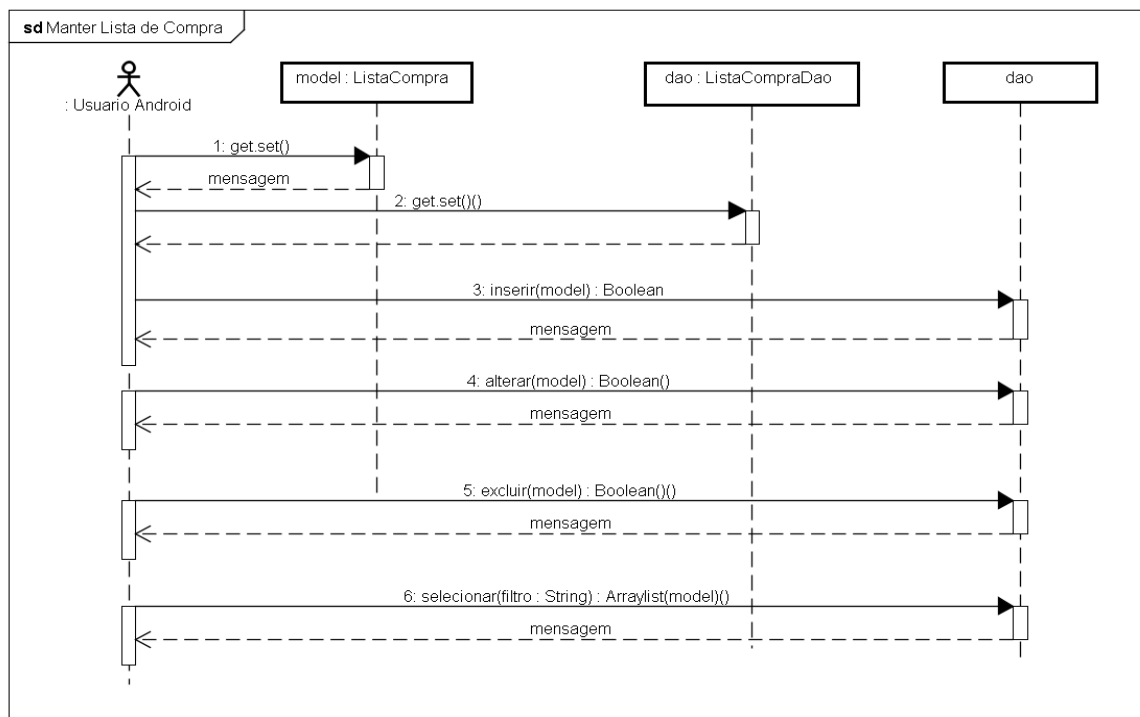 sd Manter Lista de Compra
: Usuario Android
model : ListaCompra
dao : ListaCompraDao
dao
1: get.set()
mensagem
2: get.set()()
3: inserir(model) : Boolean
mensagem
4: alterar(model) : Boolean()
mensagem
5: excluir(model) : Boolean()()
mensagem
6: selecionar(filtro : String) : Arraylist(model)()
mensagem